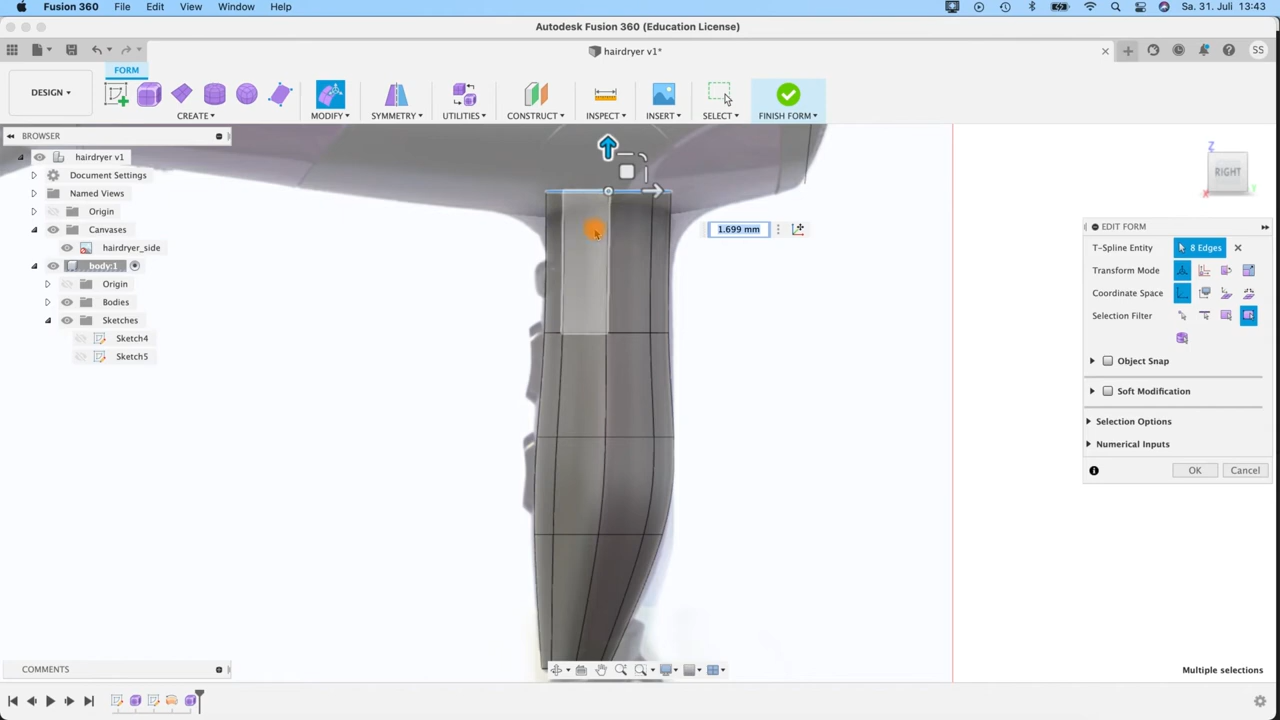 Fusion 360 File Edit View Window Help Sa. 31. Juli 13:43
Autodesk Fusion 360 (Education License)
hairdryer v1* SS
FORM
DESIGN
CREATE MODIFY SYMMETRY UTILITIES CONSTRUCT INSPECT INSERT SELECT FINISH FORM
BROWSER
hairdryer v1
Document Settings
Named Views
Origin
Canvases
hairdryer_side
body:1
Origin
Bodies
Sketches
Sketch4
Sketch5
1.699 mm
Z
RIGHT
X Y
EDIT FORM
T-Spline Entity 8 Edges
Transform Mode
Coordinate Space
Selection Filter
Object Snap
Soft Modification
Selection Options
Numerical Inputs
OK Cancel
COMMENTS
Multiple selections